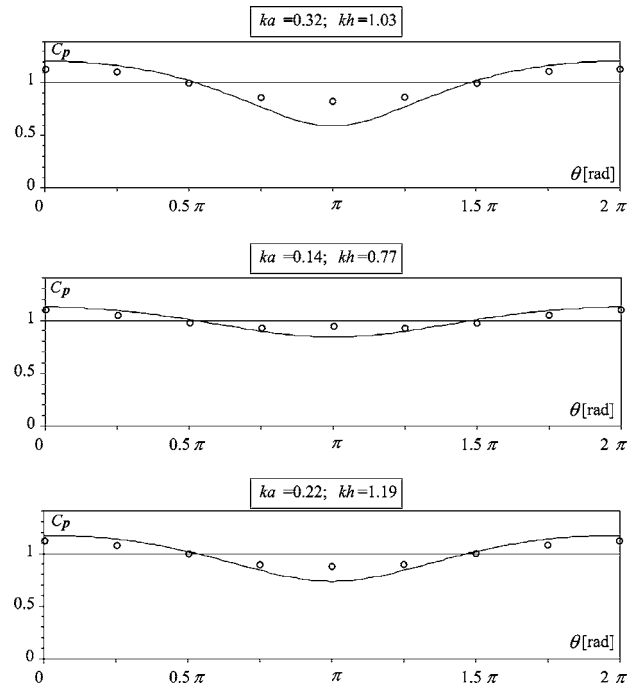 ka =0.32; kh=1.03
Cp
1
0.5
0
θ[rad]
0 0.5 π π 1.5 π 2 π
ka =0.14; kh=0.77
Cp
1
0.5
0
θ[rad]
0 0.5 π π 1.5 π 2 π
ka =0.22; kh=1.19
Cp
1
0.5
0
θ[rad]
0 0.5 π π 1.5 π 2 π